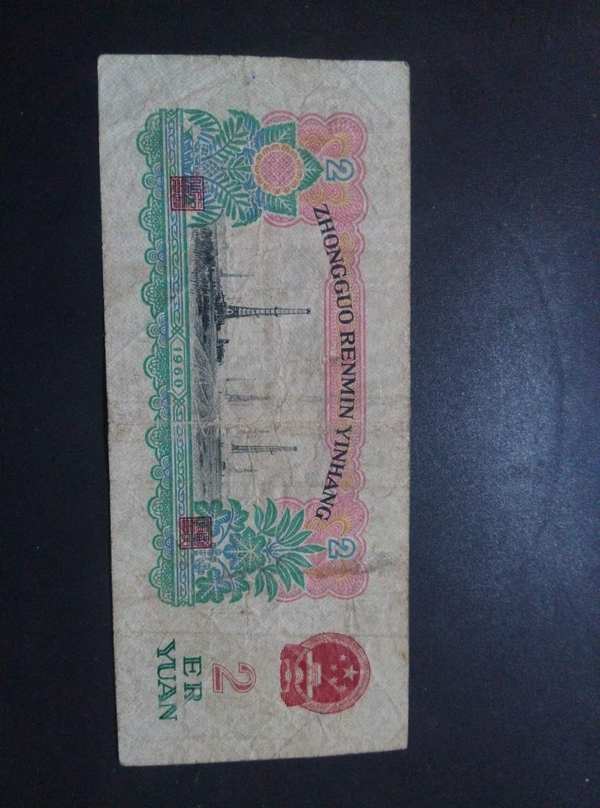 ZHONGGUO RENMIN YINHANG
2
2
1960
2
ER
YUAN